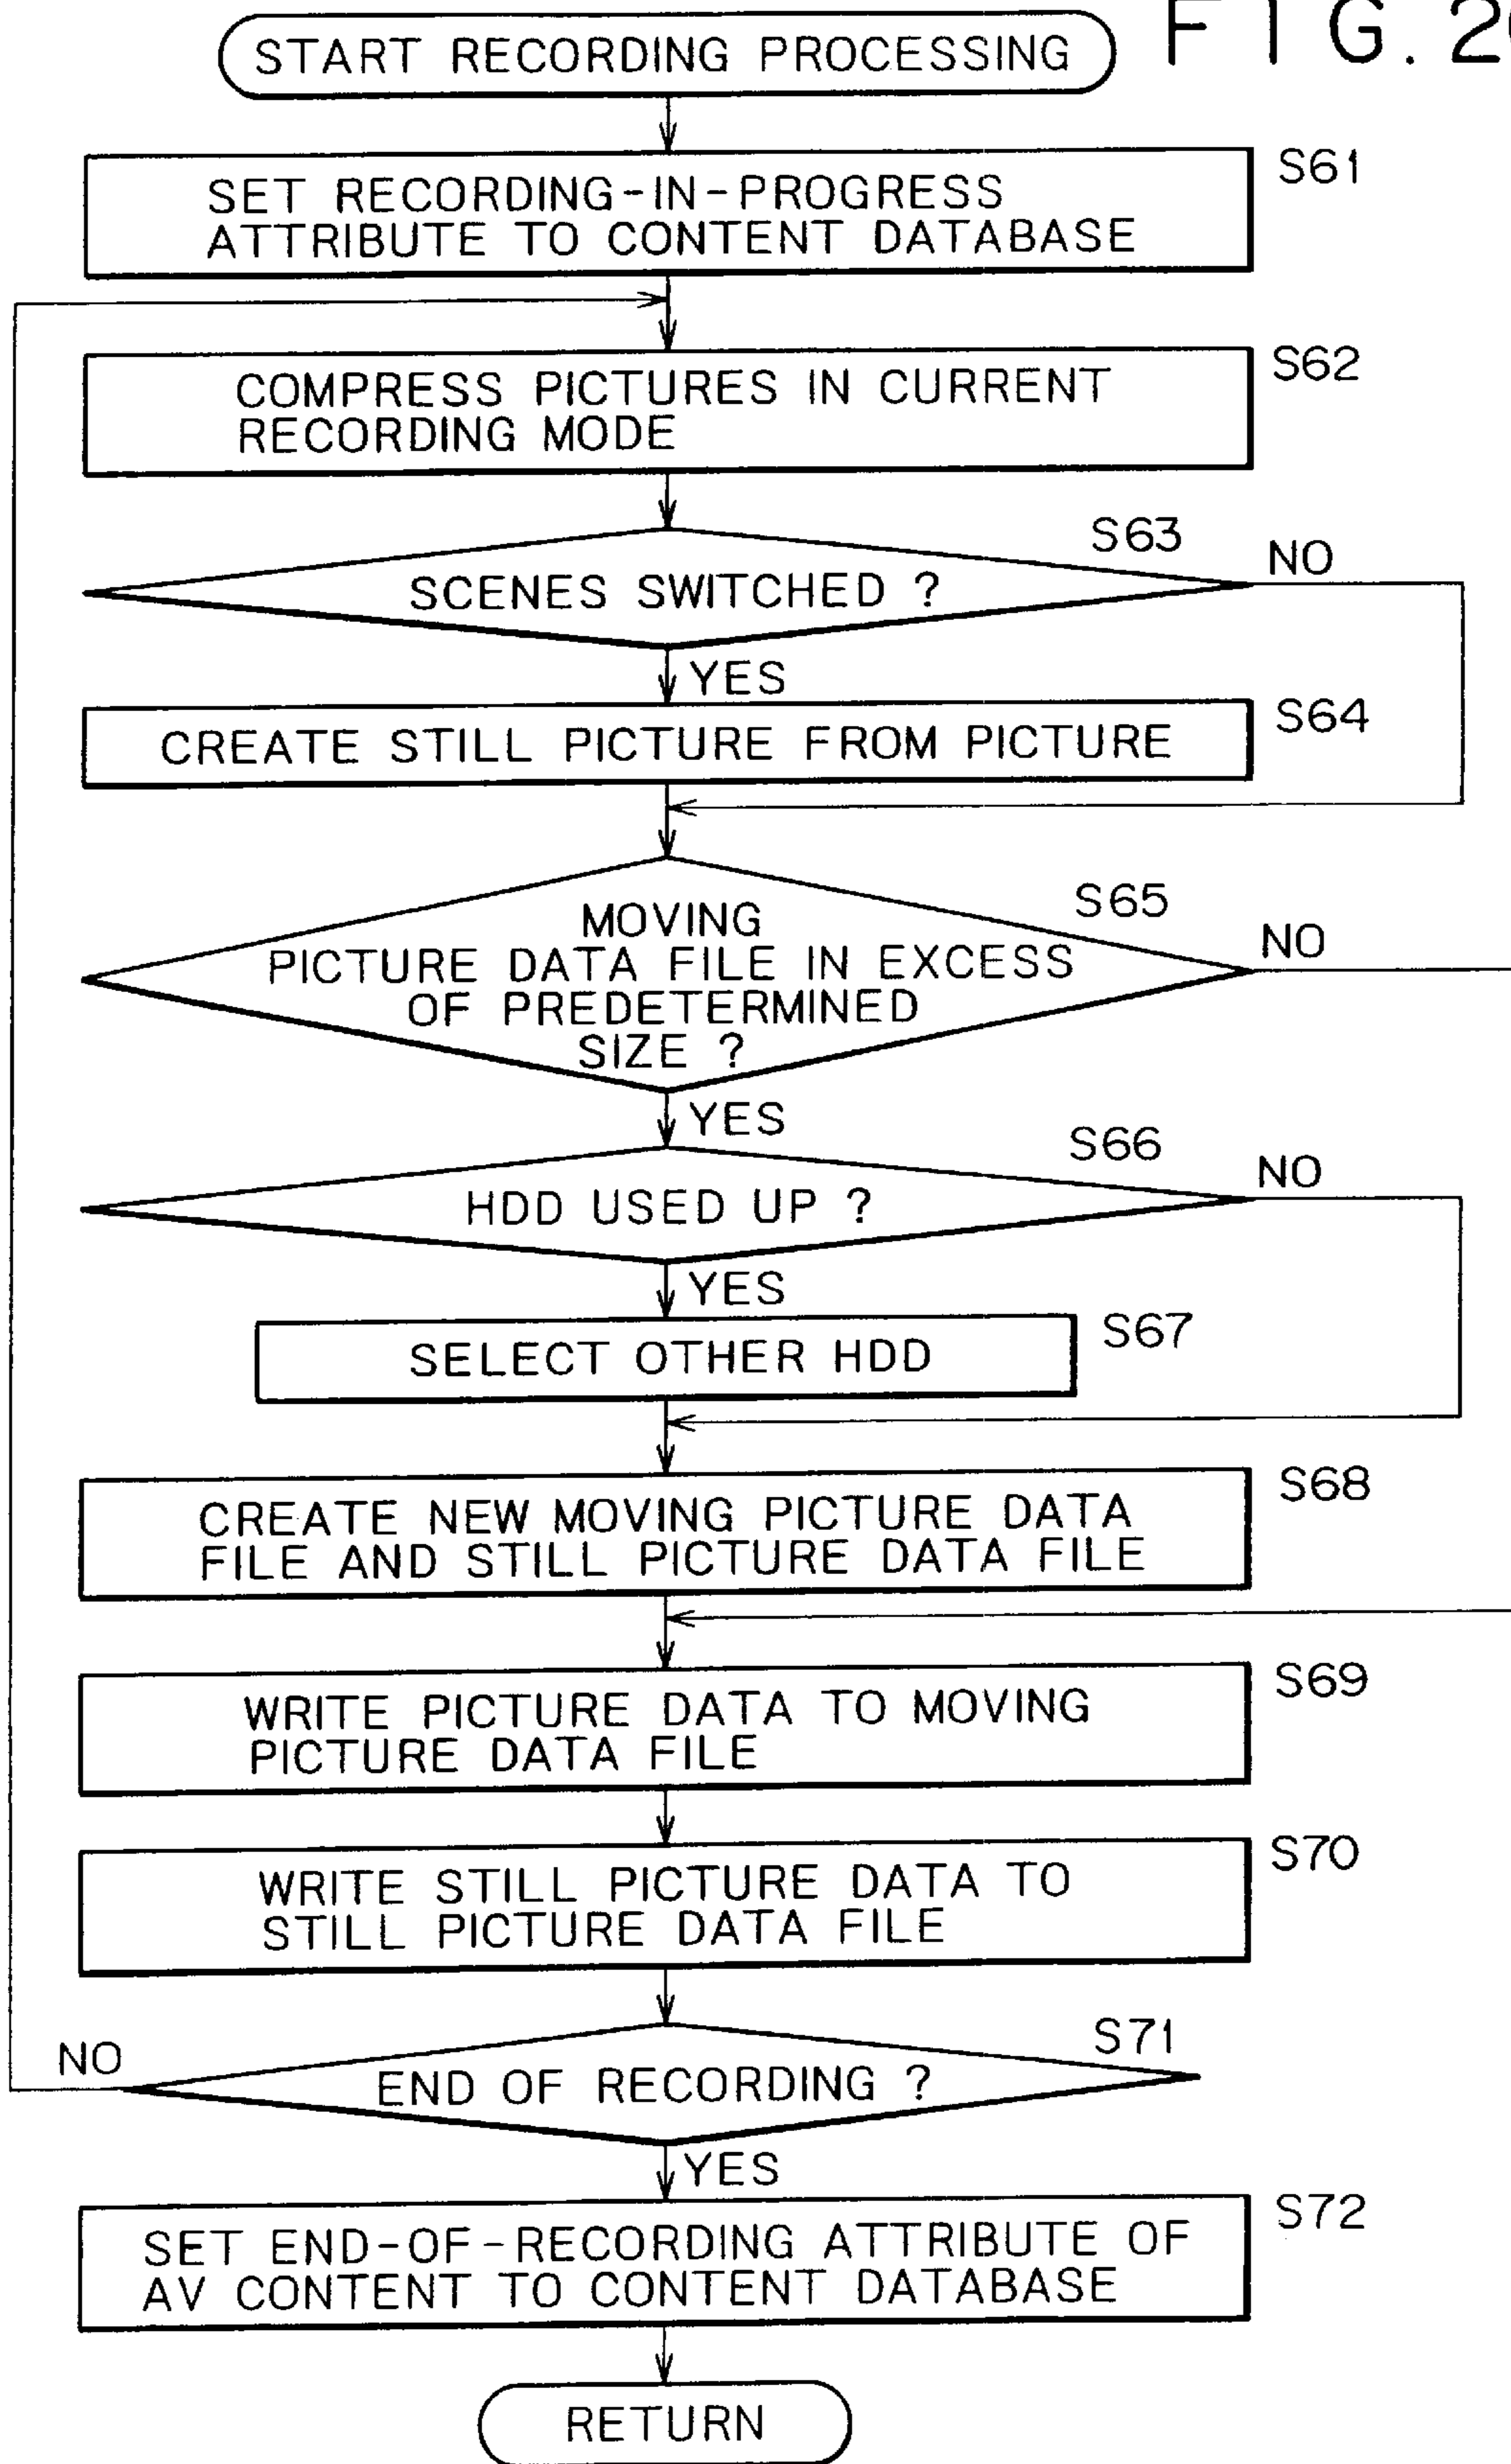 START RECORDING PROCESSING
FIG. 20
S61
SET RECORDING-IN-PROGRESS
ATTRIBUTE TO CONTENT DATABASE
S62
COMPRESS PICTURES IN CURRENT
RECORDING MODE
S63
NO
SCENES SWITCHED ?
YES
S64
CREATE STILL PICTURE FROM PICTURE
S65
NO
MOVING
PICTURE DATA FILE IN EXCESS
OF PREDETERMINED
SIZE ?
YES
S66
NO
HDD USED UP ?
YES
S67
SELECT OTHER HDD
S68
CREATE NEW MOVING PICTURE DATA
FILE AND STILL PICTURE DATA FILE
S69
WRITE PICTURE DATA TO MOVING
PICTURE DATA FILE
S70
WRITE STILL PICTURE DATA TO
STILL PICTURE DATA FILE
S71
NO
END OF RECORDING ?
YES
S72
SET END-OF-RECORDING ATTRIBUTE OF
AV CONTENT TO CONTENT DATABASE
RETURN